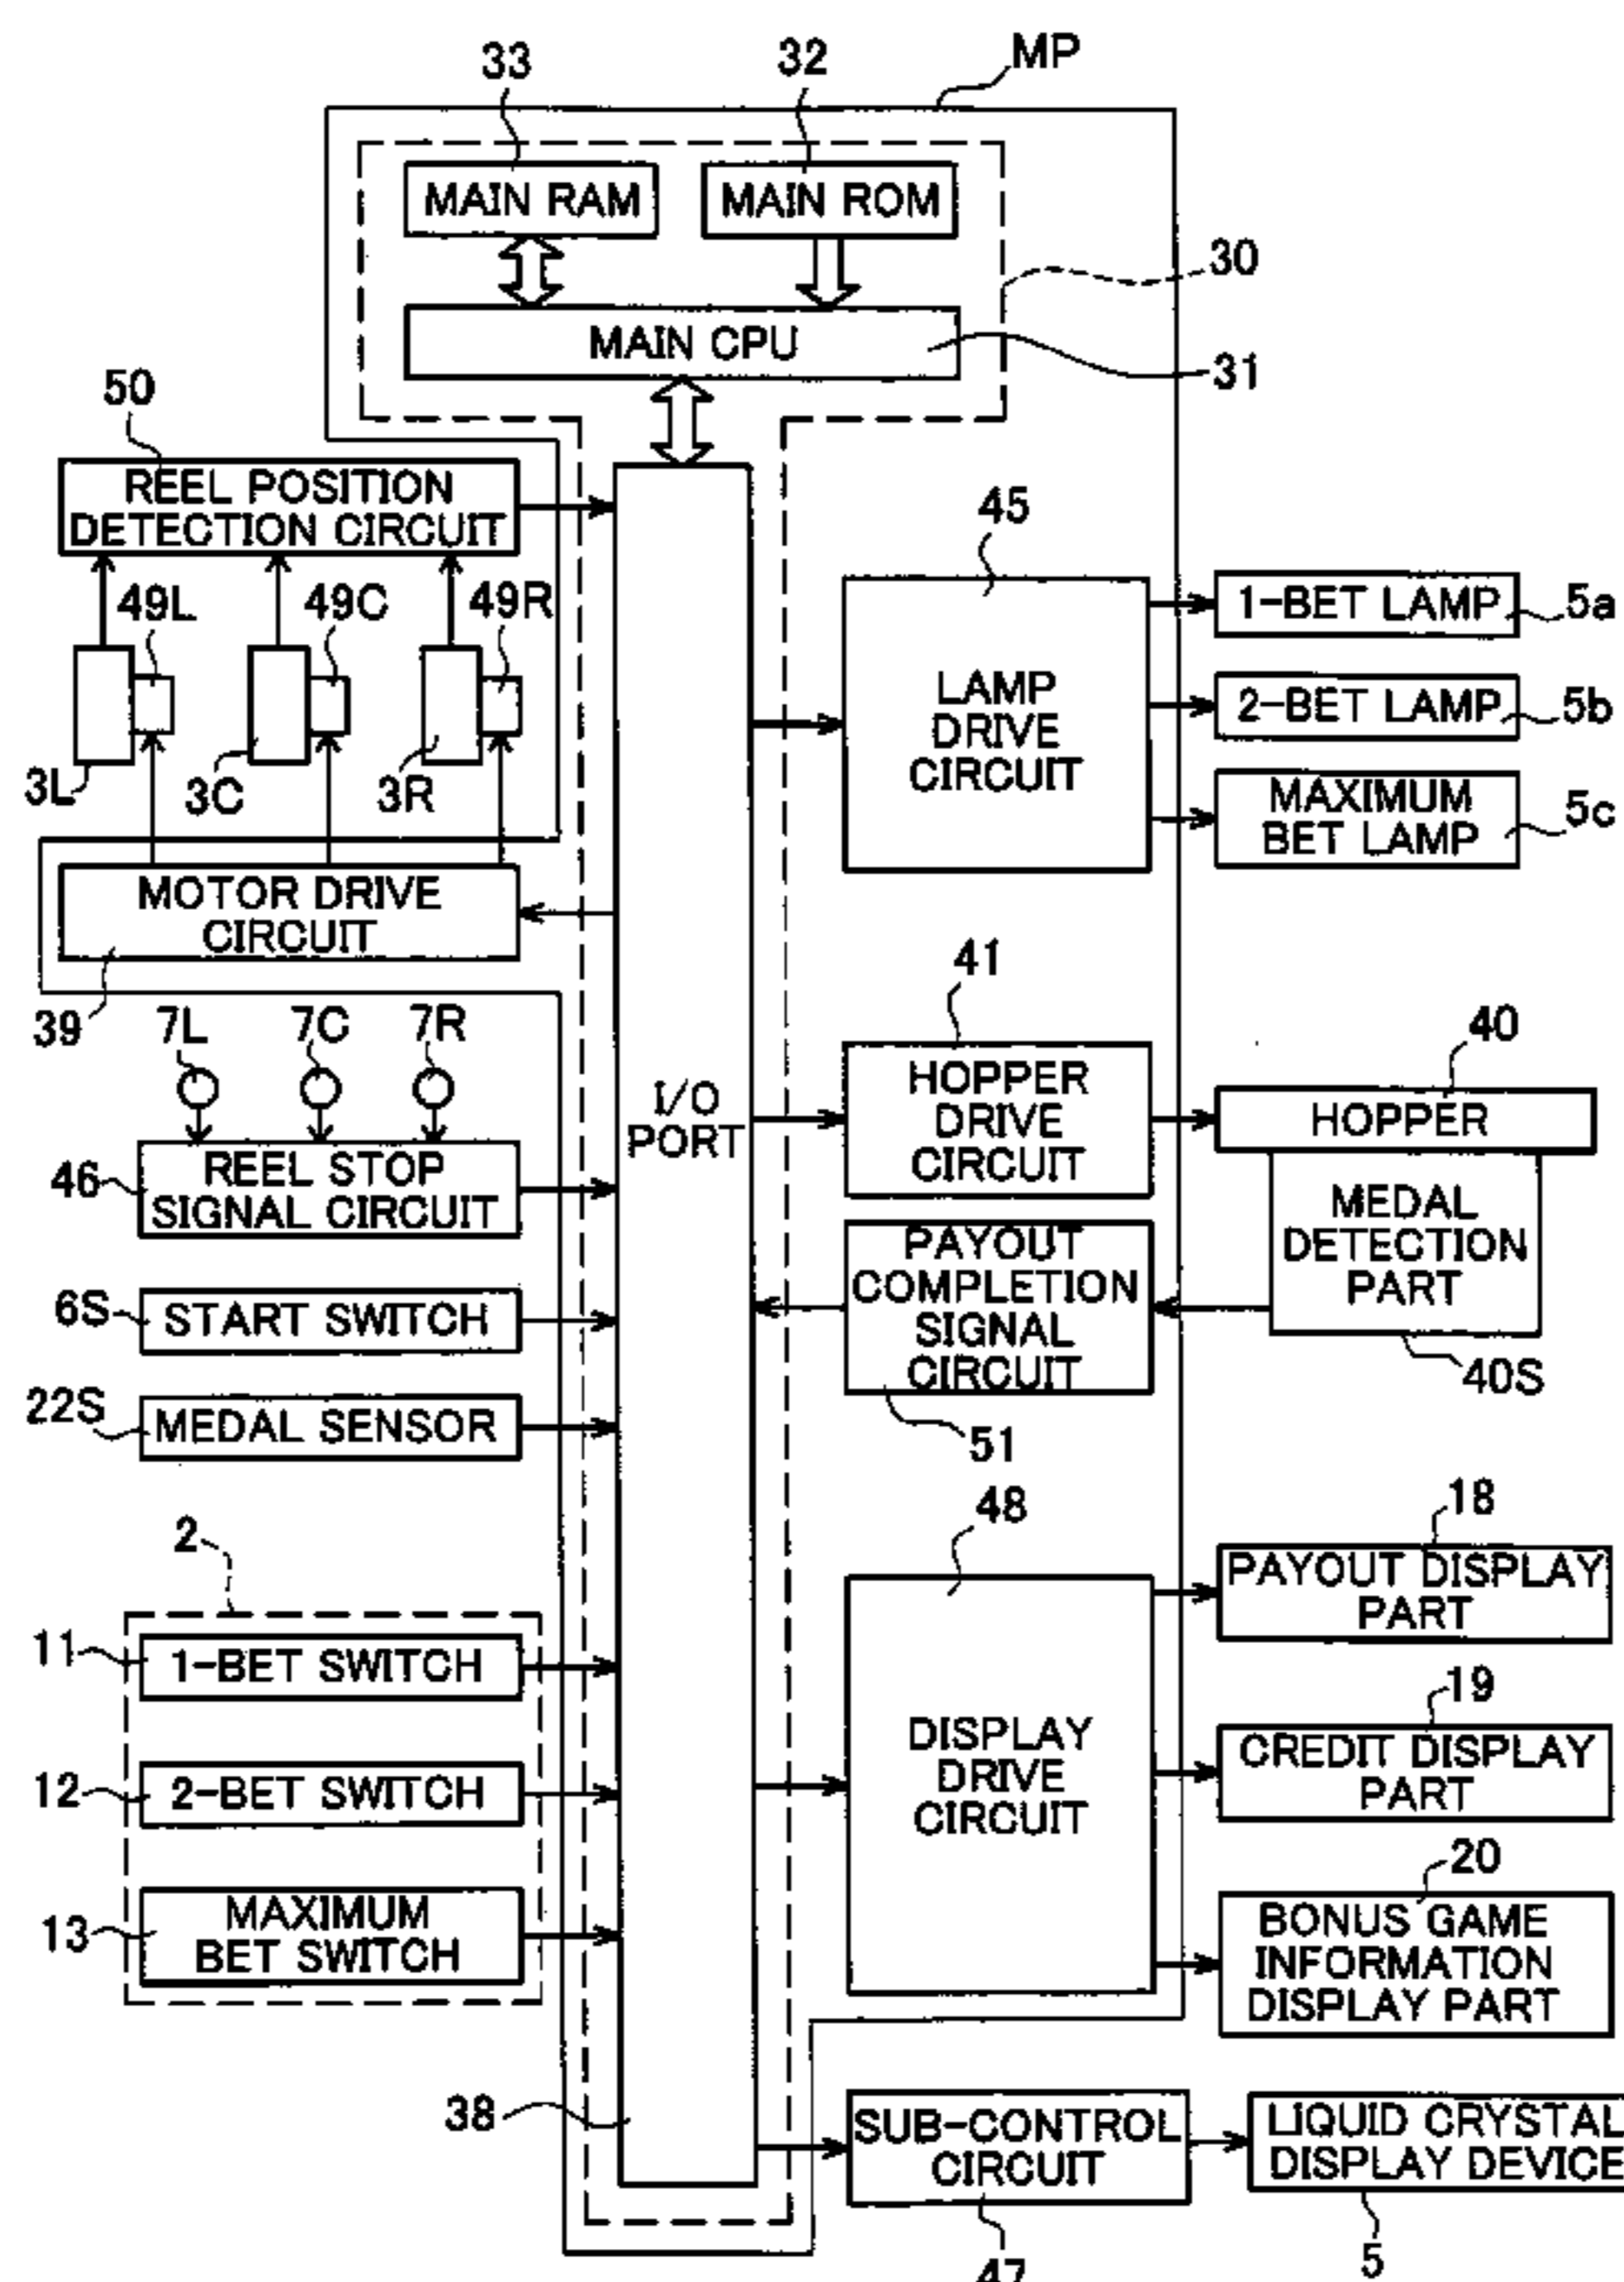 33
32
MP
MAIN RAM
MAIN ROM
30
MAIN CPU
31
50
REEL POSITION
DETECTION CIRCUIT
49L
49C
49R
3L
3C
3R
45
LAMP
DRIVE
CIRCUIT
1-BET LAMP
5a
2-BET LAMP
5b
MAXIMUM
BET LAMP
5c
MOTOR DRIVE
CIRCUIT
39
7L
7C
7R
I/O
PORT
41
HOPPER
DRIVE
CIRCUIT
40
HOPPER
MEDAL
DETECTION
PART
40S
46
REEL STOP
SIGNAL CIRCUIT
PAYOUT
COMPLETION
SIGNAL
CIRCUIT
51
6S
START SWITCH
22S
MEDAL SENSOR
2
11
1-BET SWITCH
12
2-BET SWITCH
13
MAXIMUM
BET SWITCH
48
DISPLAY
DRIVE
CIRCUIT
18
PAYOUT DISPLAY
PART
19
CREDIT DISPLAY
PART
20
BONUS GAME
INFORMATION
DISPLAY PART
38
SUB-CONTROL
CIRCUIT
47
LIQUID CRYSTAL
DISPLAY DEVICE
5